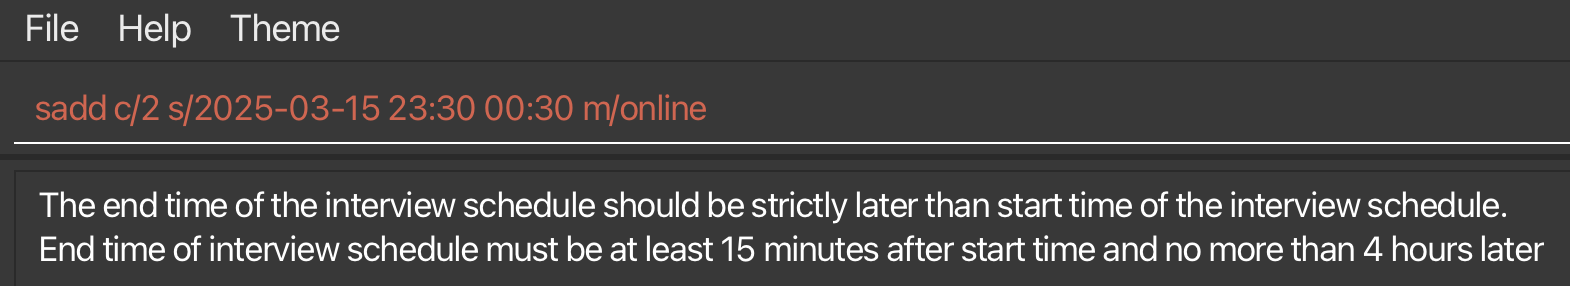 File Help Theme
sadd c/2 s/2025-03-15 23:30 00:30 m/online
The end time of the interview schedule should be strictly later than start time of the interview schedule.
End time of interview schedule must be at least 15 minutes after start time and no more than 4 hours later